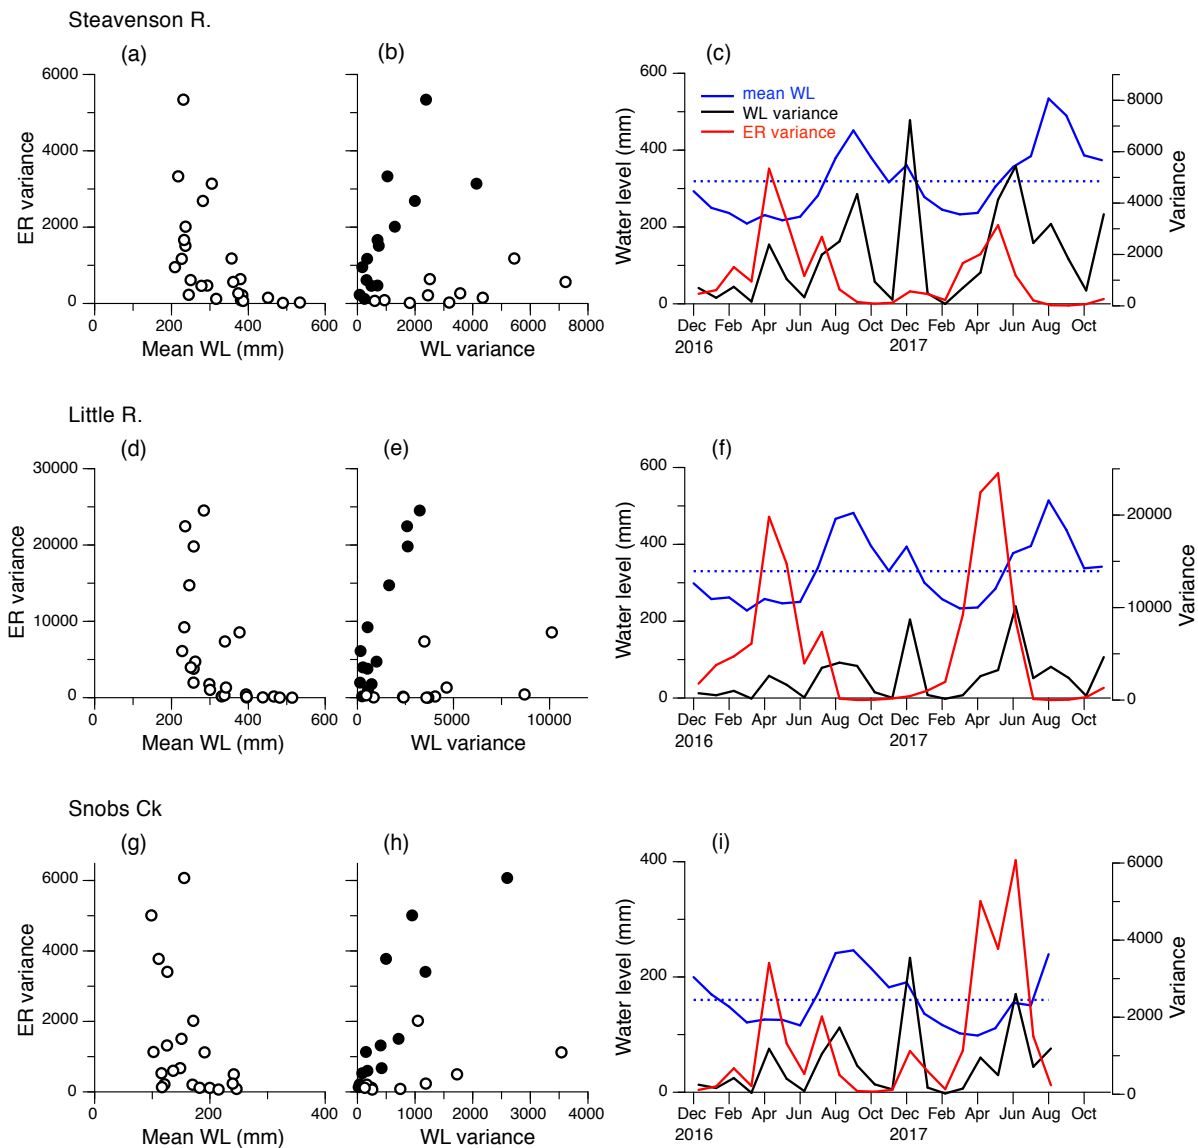 Steavenson R.
(a) (b) (c)
ER variance
6000
4000
2000
0
0 200 400 600
Mean WL (mm)
0 2000 4000 6000 8000
WL variance
Water level (mm)
600
400
200
0
mean WL
WL variance
ER variance
8000
6000
4000
2000
0
Variance
Dec Feb Apr Jun Aug Oct Dec Feb Apr Jun Aug Oct
2016 2017
Little R.
(d) (e) (f)
ER variance
30000
20000
10000
0
0 200 400 600
Mean WL (mm)
0 5000 10000
WL variance
Water level (mm)
600
400
200
0
20000
10000
0
Variance
Dec Feb Apr Jun Aug Oct Dec Feb Apr Jun Aug Oct
2016 2017
Snobs Ck
(g) (h) (i)
ER variance
6000
4000
2000
0
0 200 400
Mean WL (mm)
0 1000 2000 3000 4000
WL variance
Water level (mm)
400
200
0
6000
4000
2000
0
Variance
Dec Feb Apr Jun Aug Oct Dec Feb Apr Jun Aug Oct
2016 2017